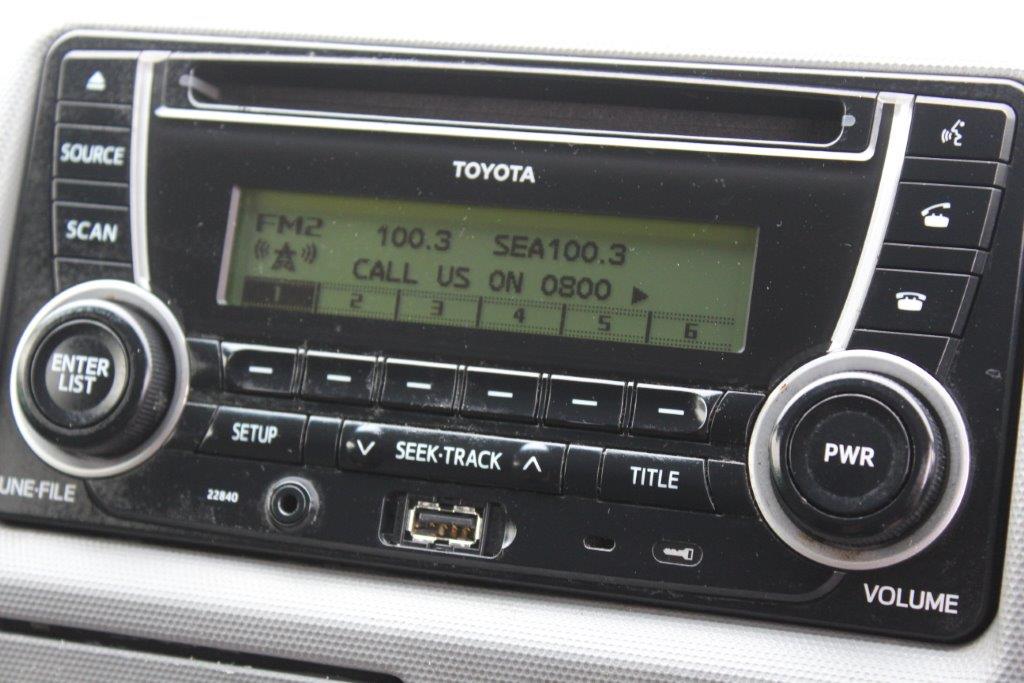 SOURCE
SCAN
TOYOTA
FM2 100.3 SEA100.3
CALL US ON 0800
1 2 3 4 5 6
ENTER
LIST
SETUP
SEEK·TRACK
TITLE
PWR
UNE·FILE
22840
VOLUME